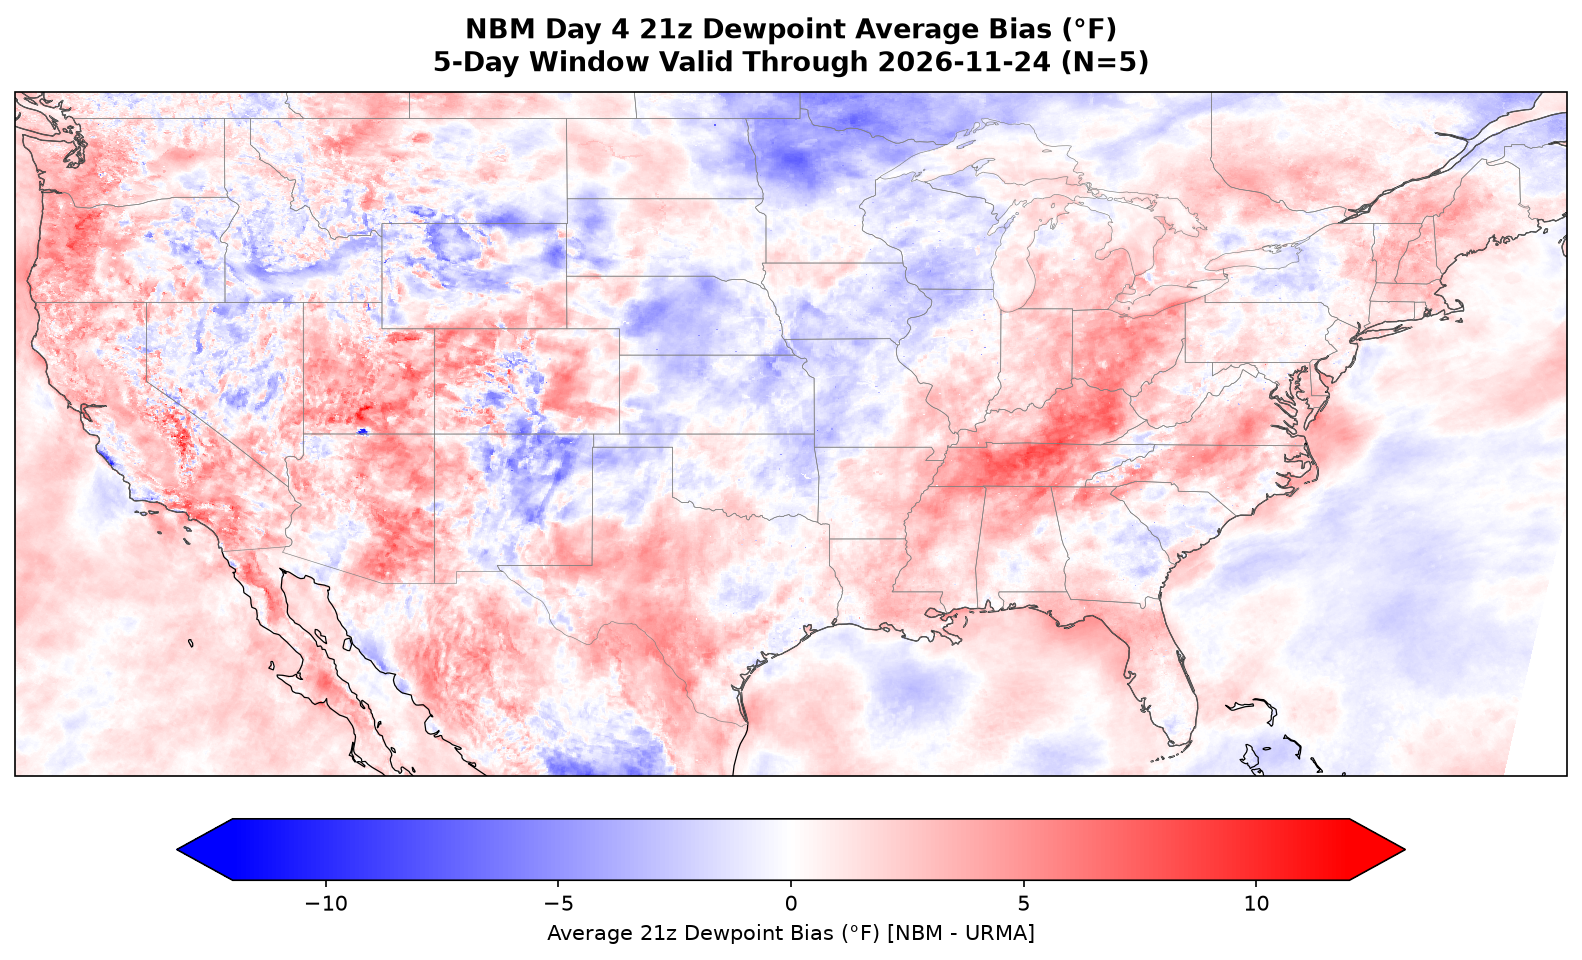 NBM Day 4 21z Dewpoint Average Bias (°F)
5-Day Window Valid Through 2026-11-24 (N=5)
−10 −5 0 5 10
Average 21z Dewpoint Bias (°F) [NBM - URMA]